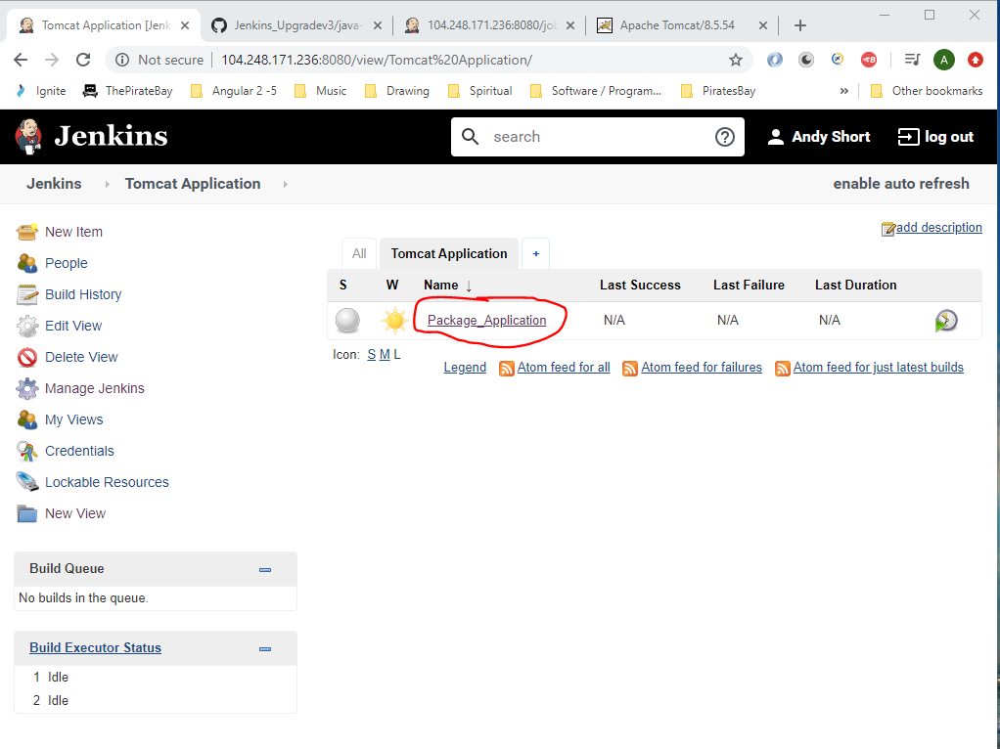 Tomcat Application [Jenk
Jenkins_Upgradev3/java-
104.248.171.236:8080/job
Apache Tomcat/8.5.54
Not secure
104.248.171.236:8080/view/Tomcat%20Application/
A
Ignite
ThePirateBay
Angular 2 -5
Music
Drawing
Spiritual
Software / Program...
PiratesBay
»
Other bookmarks
Jenkins
search
Andy Short
log out
Jenkins
Tomcat Application
enable auto refresh
New Item
People
Build History
Edit View
Delete View
Manage Jenkins
My Views
Credentials
Lockable Resources
New View
Build Queue
No builds in the queue.
Build Executor Status
1 Idle
2 Idle
add description
All
Tomcat Application
+
S W Name ↓ Last Success Last Failure Last Duration
Package_Application N/A N/A N/A
Icon: S M L
Legend Atom feed for all Atom feed for failures Atom feed for just latest builds